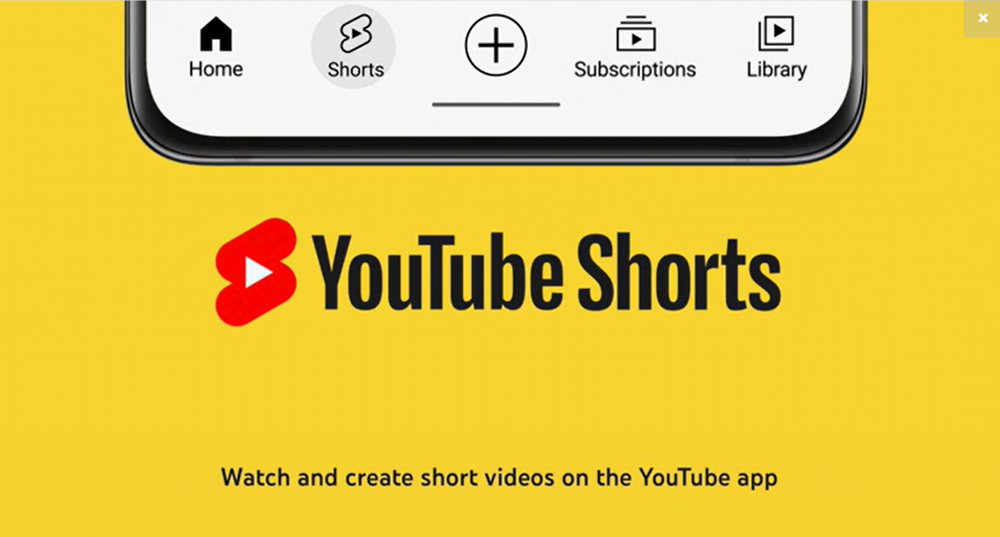 Home Shorts Subscriptions Library
YouTube Shorts
Watch and create short videos on the YouTube app